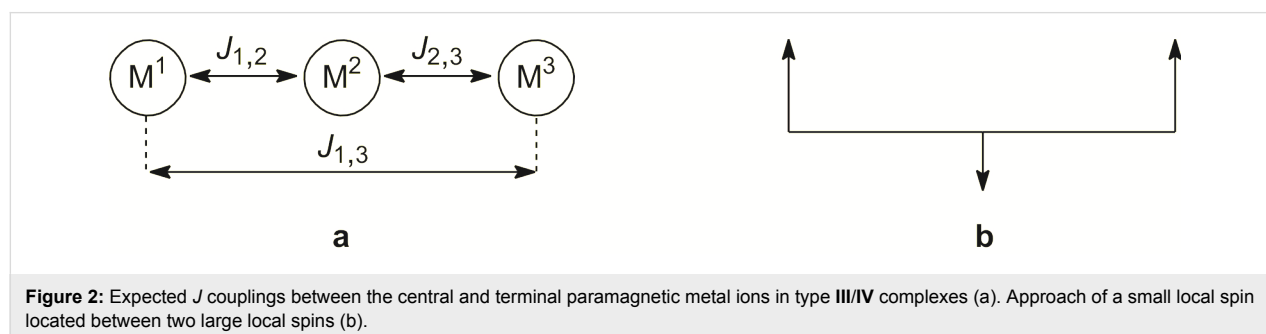 M1 J1,2 M2 J2,3 M3
J1,3
a b
Figure 2: Expected J couplings between the central and terminal paramagnetic metal ions in type III/IV complexes (a). Approach of a small local spin
located between two large local spins (b).